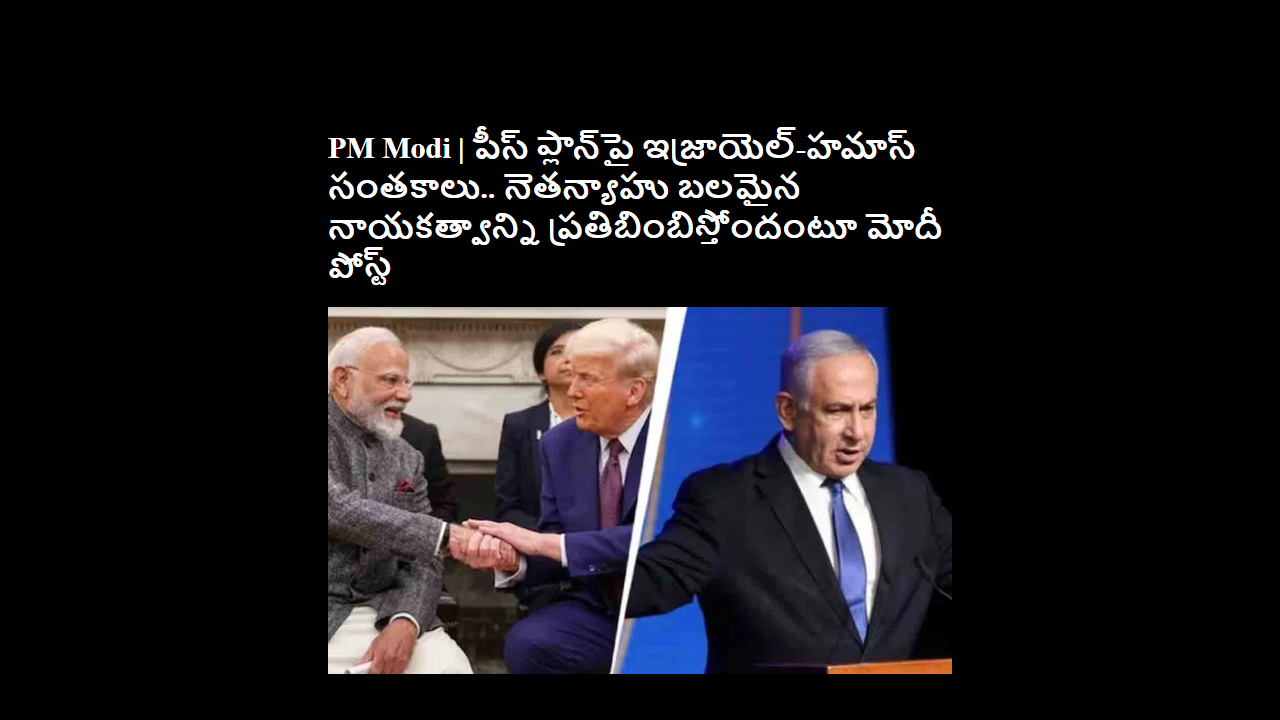 PM Modi | పీస్ ప్లాన్‌పై ఇజ్రాయెల్-హమాస్
సంతకాలు.. నెతన్యాహు బలమైన
నాయకత్వాన్ని ప్రతిబింబిస్తోందంటూ మోదీ
పోస్ట్